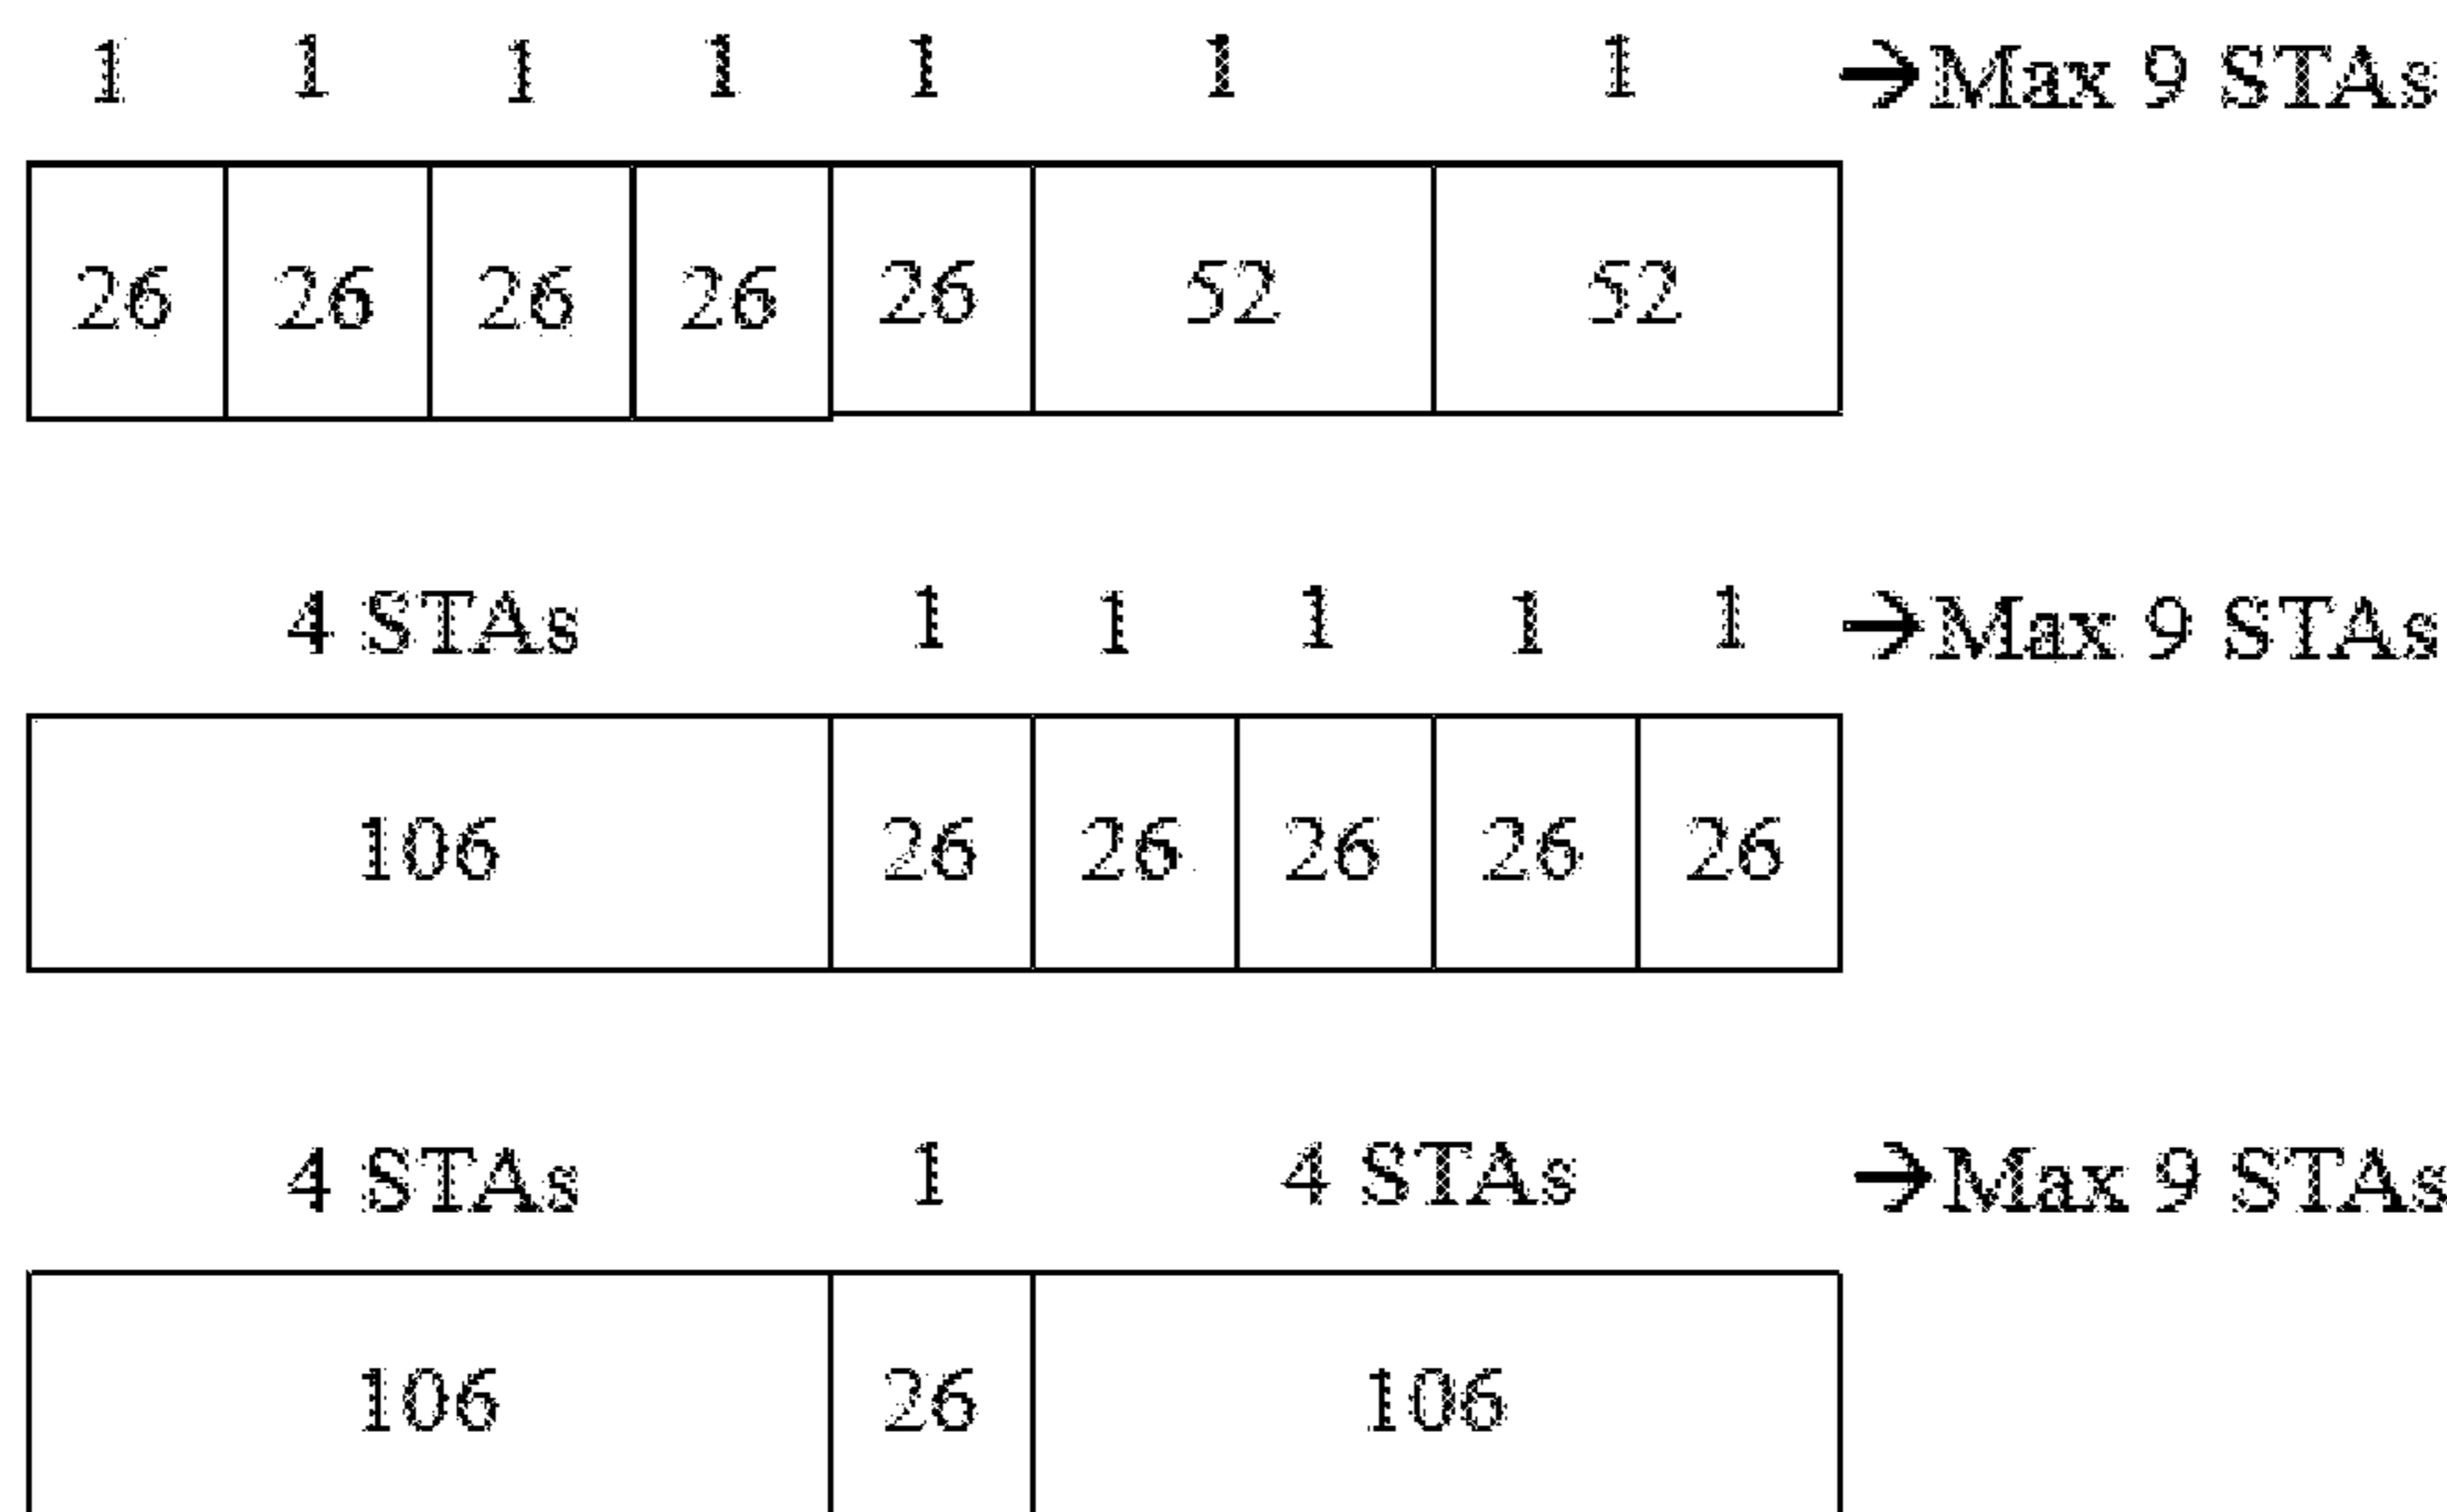 1 1 1 1 1 1 1 →Max 9 STAs
26 26 26 26 26 52 52
4 STAs 1 1 1 1 1 →Max 9 STAs
106 26 26 26 26 26
4 STAs 1 4 STAs →Max 9 STAs
106 26 106